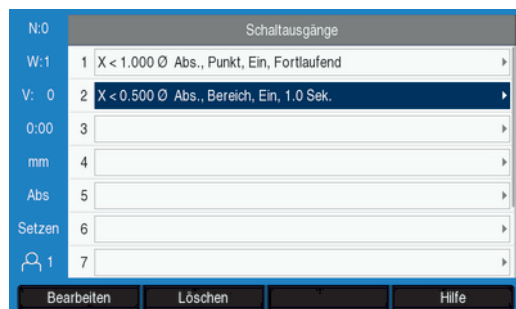 N:0
Schaltausgänge
W:1
1 X < 1.000 Ø Abs., Punkt, Ein, Fortlaufend
V: 0
2 X < 0.500 Ø Abs., Bereich, Ein, 1.0 Sek.
0:00
3
mm
4
Abs
5
Setzen
6
1
7
Bearbeiten Löschen Hilfe